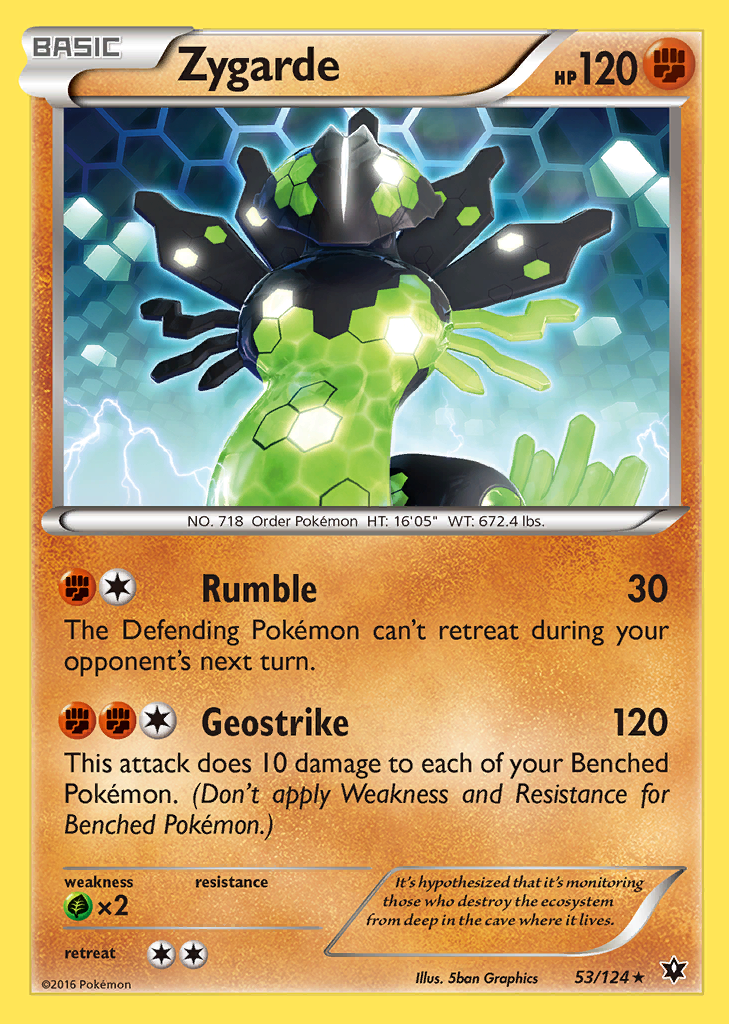 BASIC
Zygarde
HP120
NO. 718 Order Pokémon HT: 16'05" WT: 672.4 lbs.
Rumble 30
The Defending Pokémon can't retreat during your
opponent's next turn.
Geostrike 120
This attack does 10 damage to each of your Benched
Pokémon. (Don't apply Weakness and Resistance for
Benched Pokémon.)
weakness resistance
×2
It's hypothesized that it's monitoring
those who destroy the ecosystem
from deep in the cave where it lives.
retreat
©2016 Pokémon
Illus. 5ban Graphics 53/124 ★